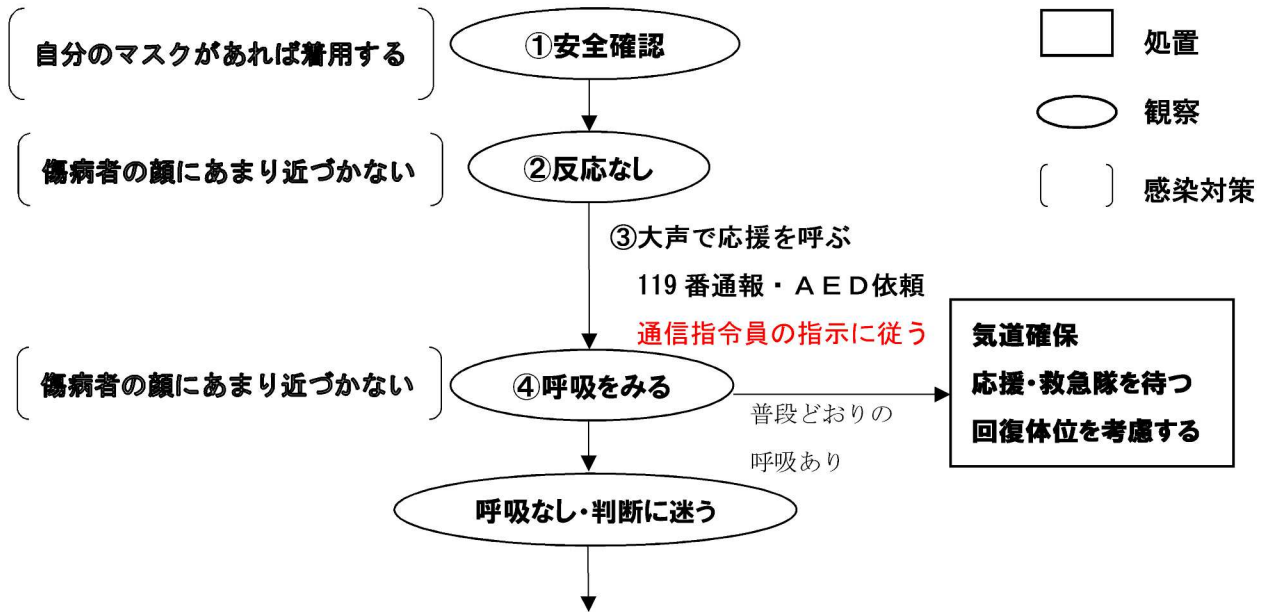 自分のマスクがあれば着用する
①安全確認
処置
観察
傷病者の顔にあまり近づかない
②反応なし
感染対策
③大声で応援を呼ぶ
119番通報・AED依頼
通信指令員の指示に従う
傷病者の顔にあまり近づかない
④呼吸をみる
普段どおりの
呼吸あり
気道確保
応援・救急隊を待つ
回復体位を考慮する
呼吸なし・判断に迷う